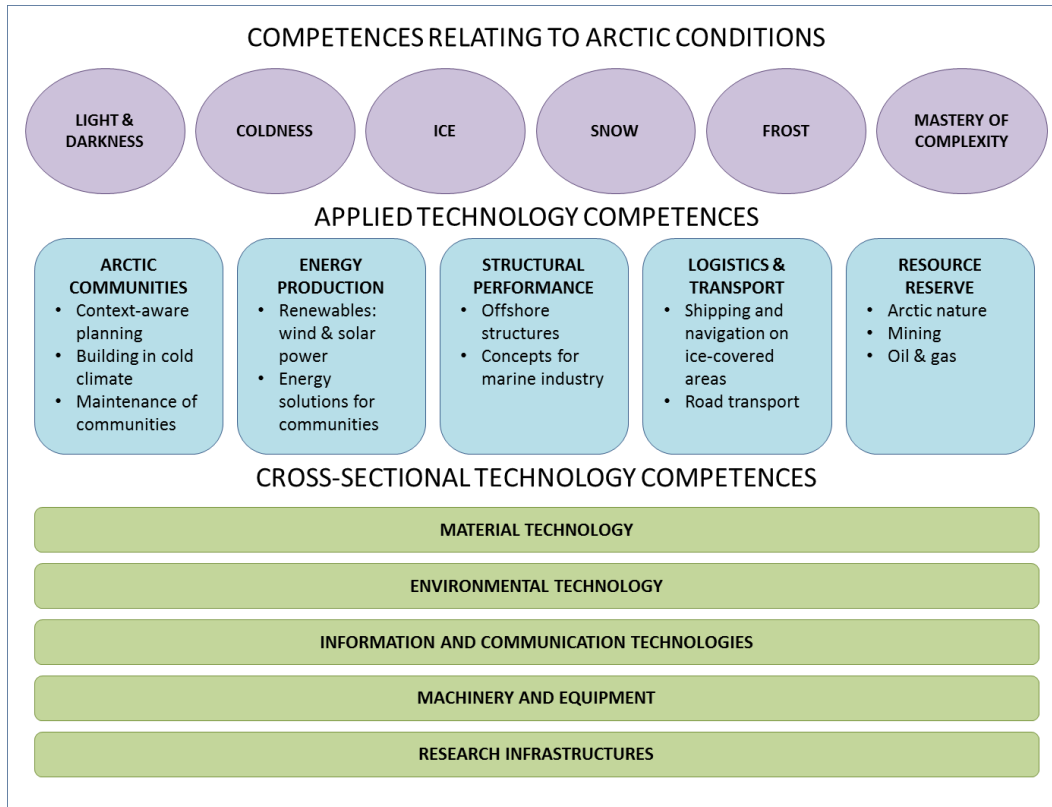 COMPETENCES RELATING TO ARCTIC CONDITIONS
LIGHT &
DARKNESS
COLDNESS
ICE
SNOW
FROST
MASTERY OF
COMPLEXITY
APPLIED TECHNOLOGY COMPETENCES
ARCTIC
COMMUNITIES
• Context-aware
planning
• Building in cold
climate
• Maintenance of
communities
ENERGY
PRODUCTION
• Renewables:
wind & solar
power
• Energy
solutions for
communities
STRUCTURAL
PERFORMANCE
• Offshore
structures
• Concepts for
marine industry
LOGISTICS &
TRANSPORT
• Shipping and
navigation on
ice-covered
areas
• Road transport
RESOURCE
RESERVE
• Arctic nature
• Mining
• Oil & gas
CROSS-SECTIONAL TECHNOLOGY COMPETENCES
MATERIAL TECHNOLOGY
ENVIRONMENTAL TECHNOLOGY
INFORMATION AND COMMUNICATION TECHNOLOGIES
MACHINERY AND EQUIPMENT
RESEARCH INFRASTRUCTURES